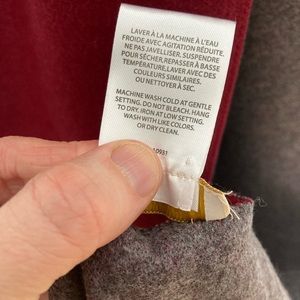 LAVER À LA MACHINE À L'EAU
FROIDE AVEC AGITATION RÉDUITE.
NE PAS JAVELLISER. SUSPENDRE
POUR SÉCHER. REPASSER À BASSE
TEMPÉRATURE. LAVER AVEC DES
COULEURS SIMILAIRES.
OU NETTOYER À SEC.
MACHINE WASH COLD AT GENTLE
SETTING. DO NOT BLEACH. HANG
TO DRY. IRON AT LOW SETTING.
WASH WITH LIKE COLORS.
OR DRY CLEAN.